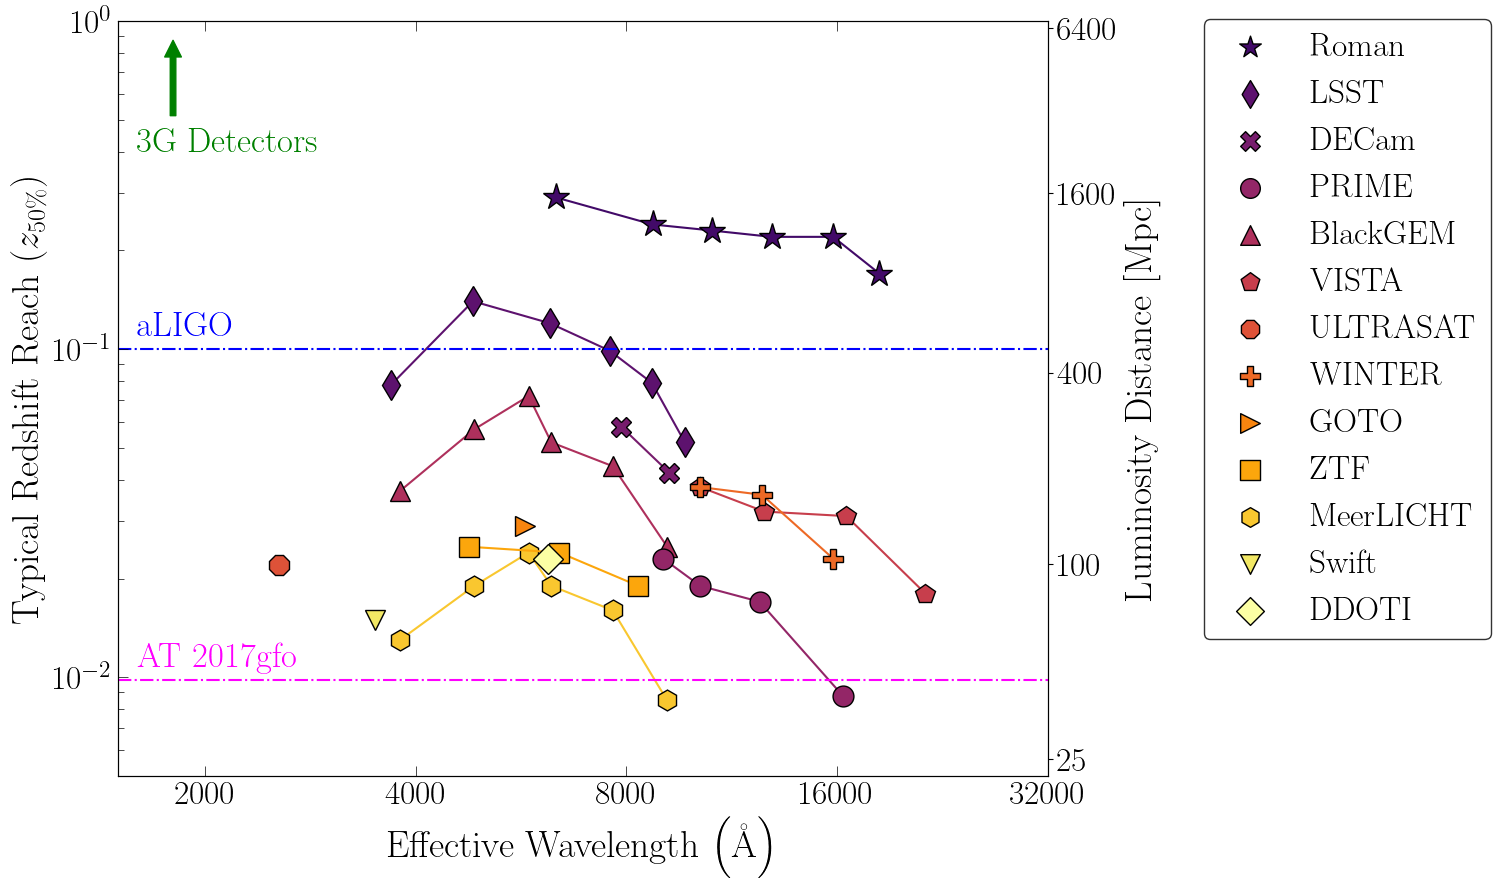 Typical Redshift Reach (z50%)
10^0
10^−1
10^−2
3G Detectors
aLIGO
AT 2017gfo
2000
4000
8000
16000
32000
Effective Wavelength (Å)
6400
1600
400
100
25
Luminosity Distance [Mpc]
Roman
LSST
DECam
PRIME
BlackGEM
VISTA
ULTRASAT
WINTER
GOTO
ZTF
MeerLICHT
Swift
DDOTI